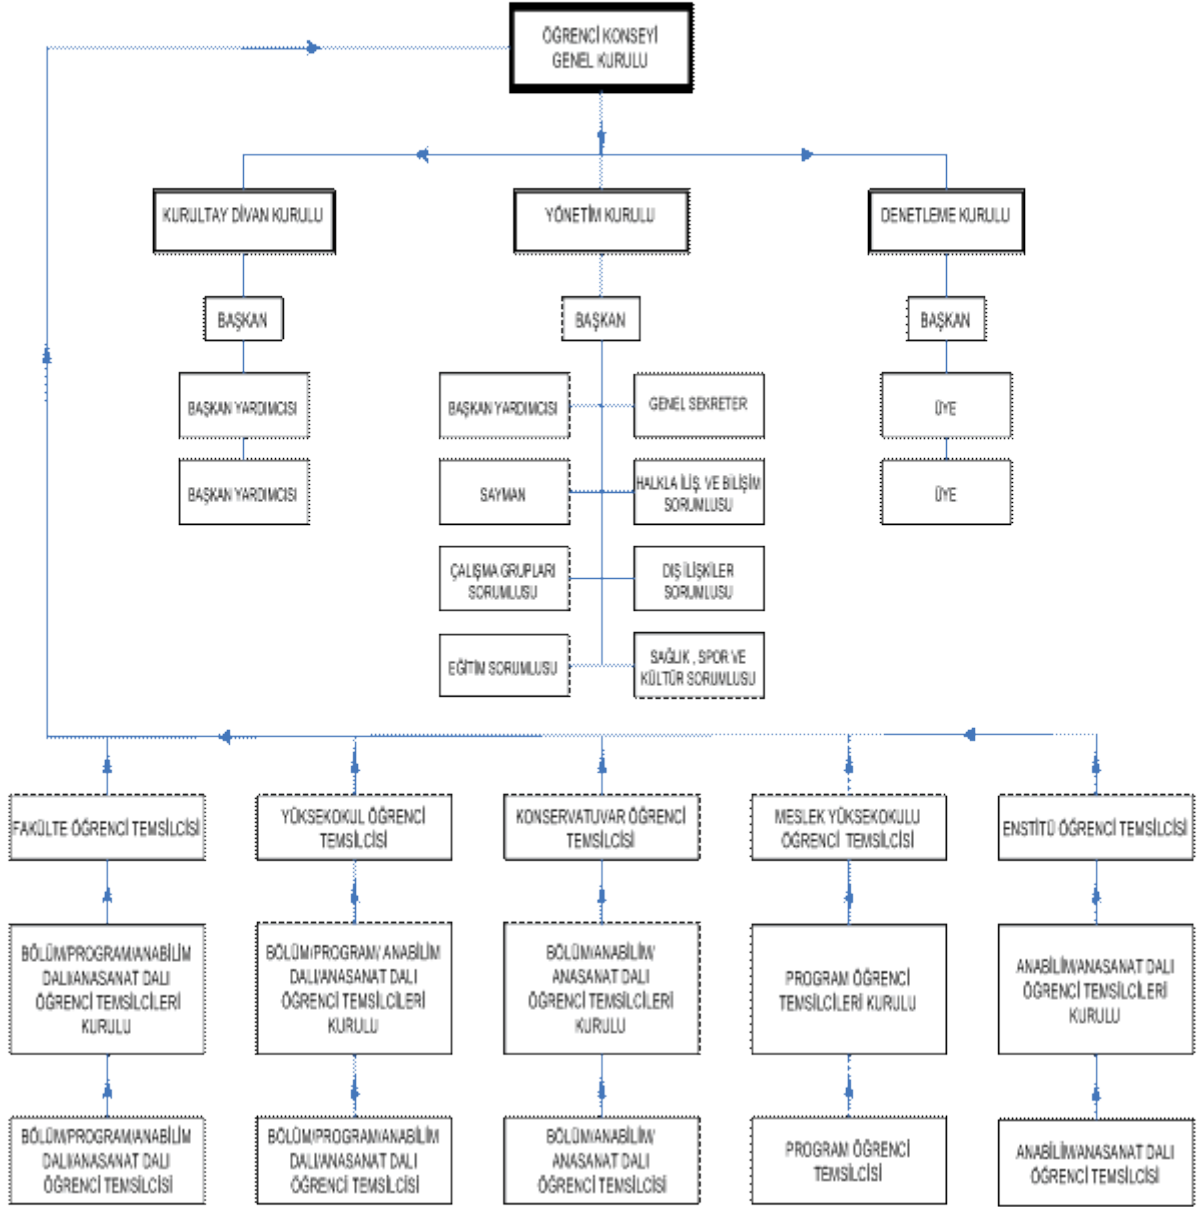 ÖĞRENCİ KONSEYİ
GENEL KURULU
KURULTAY DİVAN KURULU
YÖNETİM KURULU
DENETLEME KURULU
BAŞKAN
BAŞKAN
BAŞKAN
BAŞKAN YARDIMCISI
BAŞKAN YARDIMCISI
GENEL SEKRETER
ÜYE
BAŞKAN YARDIMCISI
SAYMAN
HALKLA İLİŞ. VE BİLİŞİM
SORUMLUSU
ÜYE
ÇALIŞMA GRUPLARI
SORUMLUSU
DIŞ İLİŞKİLER
SORUMLUSU
EĞİTİM SORUMLUSU
SAĞLIK , SPOR VE
KÜLTÜR SORUMLUSU
FAKÜLTE ÖĞRENCİ TEMSİLCİSİ
YÜKSEKOKUL ÖĞRENCİ
TEMSİLCİSİ
KONSERVATUVAR ÖĞRENCİ
TEMSİLCİSİ
MESLEK YÜKSEKOKULU
ÖĞRENCİ TEMSİLCİSİ
ENSTİTÜ ÖĞRENCİ TEMSİLCİSİ
BÖLÜM/PROGRAM/ANABİLİM
DALI/ANASANAT DALI
ÖĞRENCİ TEMSİLCİLERİ
KURULU
BÖLÜM/PROGRAM/ ANABİLİM
DALI/ANASANAT DALI
ÖĞRENCİ TEMSİLCİLERİ
KURULU
BÖLÜM/ANABİLİM/
ANASANAT DALI
ÖĞRENCİ TEMSİLCİLERİ
KURULU
PROGRAM ÖĞRENCİ
TEMSİLCİLERİ KURULU
ANABİLİM/ANASANAT DALI
ÖĞRENCİ TEMSİLCİLERİ
KURULU
BÖLÜM/PROGRAM/ANABİLİM
DALI/ANASANAT DALI
ÖĞRENCİ TEMSİLCİSİ
BÖLÜM/PROGRAM/ANABİLİM
DALI/ANASANAT DALI
ÖĞRENCİ TEMSİLCİSİ
BÖLÜM/ANABİLİM/
ANASANAT DALI
ÖĞRENCİ TEMSİLCİSİ
PROGRAM ÖĞRENCİ
TEMSİLCİSİ
ANABİLİM/ANASANAT DALI
ÖĞRENCİ TEMSİLCİSİ